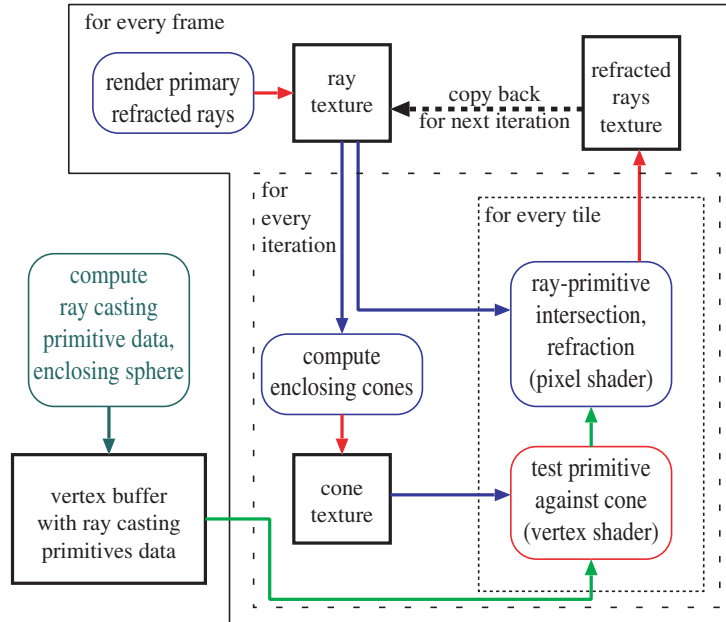 for every frame
render primary
refracted rays
ray
texture
copy back
for next iteration
refracted
rays
texture
for
every
iteration
for every tile
compute
ray casting
primitive data,
enclosing sphere
ray-primitive
intersection,
refraction
(pixel shader)
compute
enclosing cones
vertex buffer
with ray casting
primitives data
cone
texture
test primitive
against cone
(vertex shader)